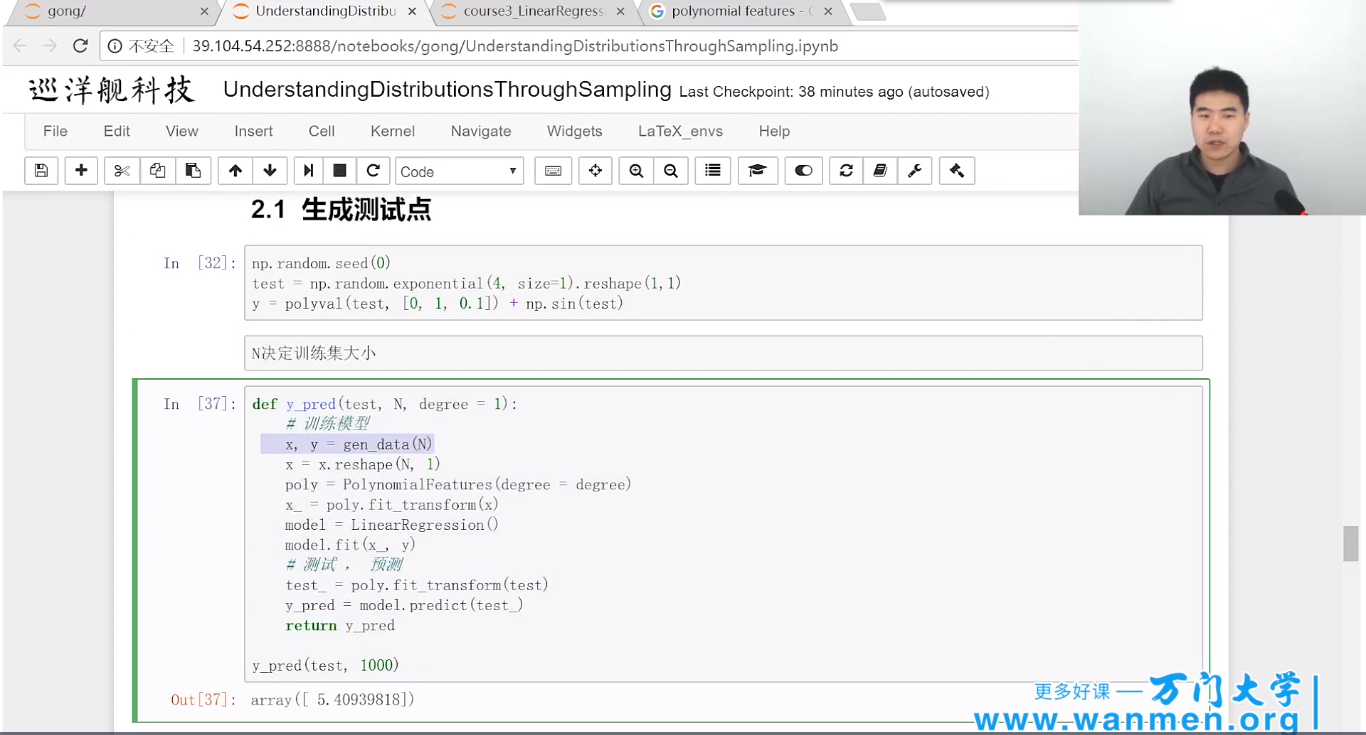 gong/
UnderstandingDistribu
course3_LinearRegress
polynomial features - G
不安全 39.104.54.252:8888/notebooks/gong/UnderstandingDistributionsThroughSampling.ipynb
巡洋舰科技 UnderstandingDistributionsThroughSampling Last Checkpoint: 38 minutes ago (autosaved)
File Edit View Insert Cell Kernel Navigate Widgets LaTeX_envs Help
Code
2.1 生成测试点
In [32]: np.random.seed(0)
test = np.random.exponential(4, size=1).reshape(1,1)
y = polyval(test, [0, 1, 0.1]) + np.sin(test)
N决定训练集大小
In [37]: def y_pred(test, N, degree = 1):
# 训练模型
x, y = gen_data(N)
x = x.reshape(N, 1)
poly = PolynomialFeatures(degree = degree)
x_ = poly.fit_transform(x)
model = LinearRegression()
model.fit(x_, y)
# 测试 ， 预测
test_ = poly.fit_transform(test)
y_pred = model.predict(test_)
return y_pred
y_pred(test, 1000)
Out[37]: array([ 5.40939818])
更多好课 — 万门大学
www.wanmen.org